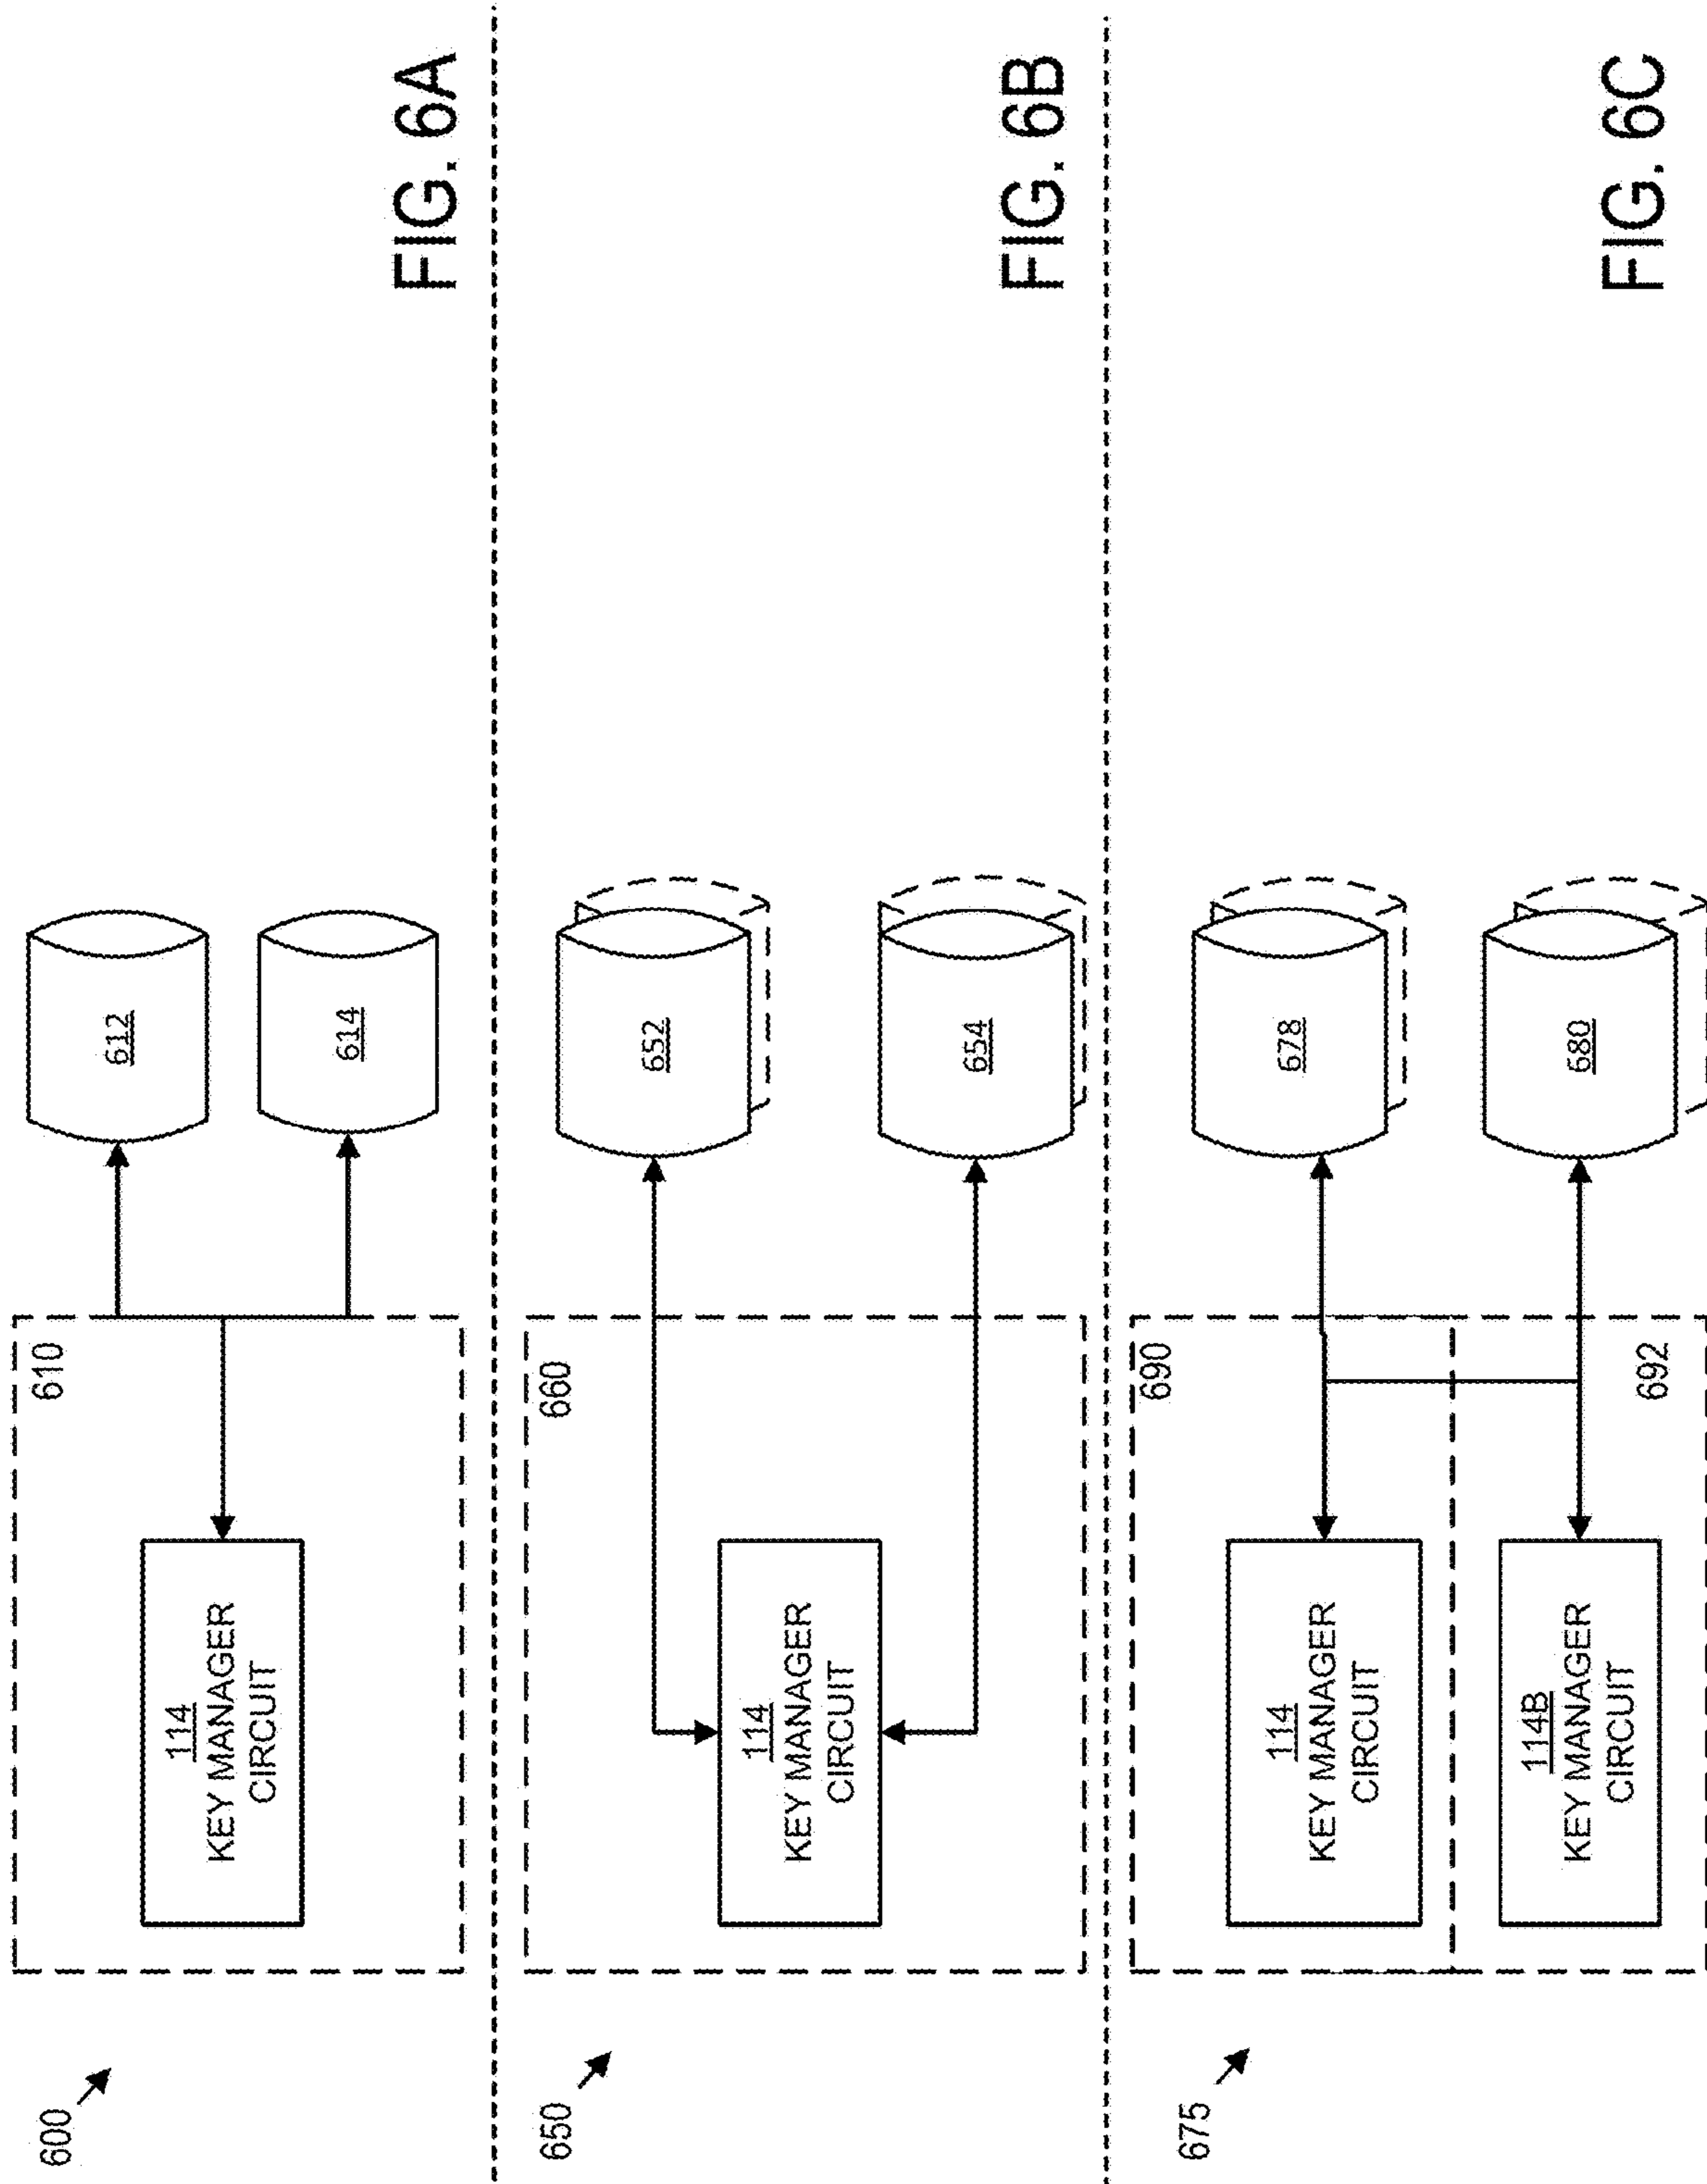 600
610
114
KEY MANAGER
CIRCUIT
612
614
FIG. 6A
650
660
114
KEY MANAGER
CIRCUIT
652
654
FIG. 6B
675
690
114
KEY MANAGER
CIRCUIT
678
692
114B
KEY MANAGER
CIRCUIT
680
FIG. 6C